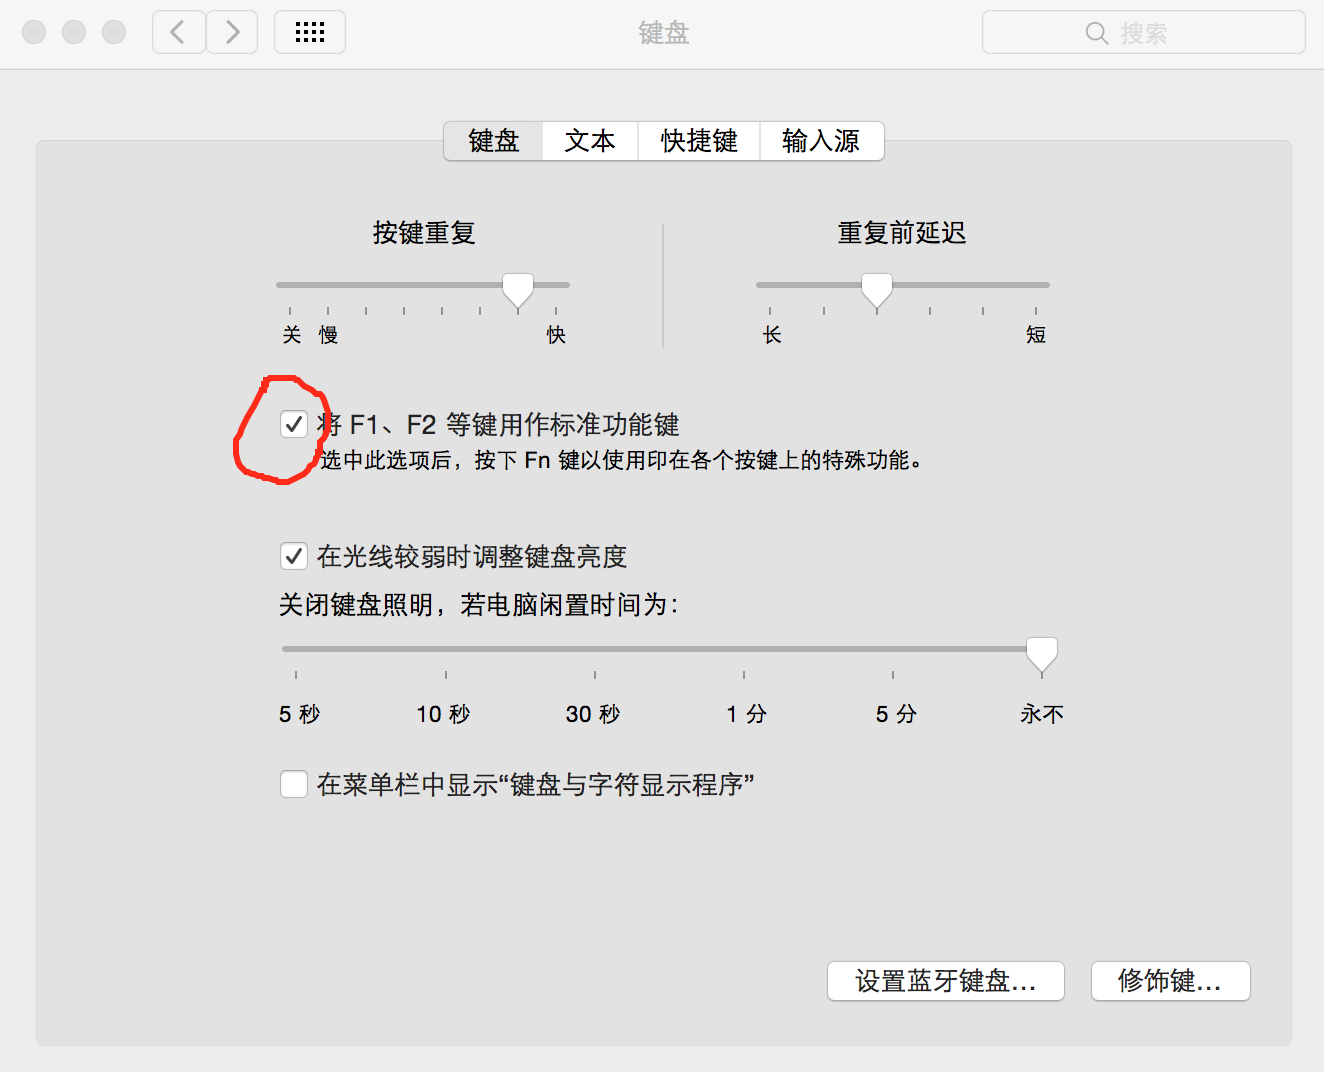 键盘
搜索
键盘 文本 快捷键 输入源
按键重复 重复前延迟
关 慢 快 长 短
将 F1、F2 等键用作标准功能键
选中此选项后，按下 Fn 键以使用印在各个按键上的特殊功能。
在光线较弱时调整键盘亮度
关闭键盘照明，若电脑闲置时间为：
5 秒 10 秒 30 秒 1 分 5 分 永不
在菜单栏中显示“键盘与字符显示程序”
设置蓝牙键盘... 修饰键...